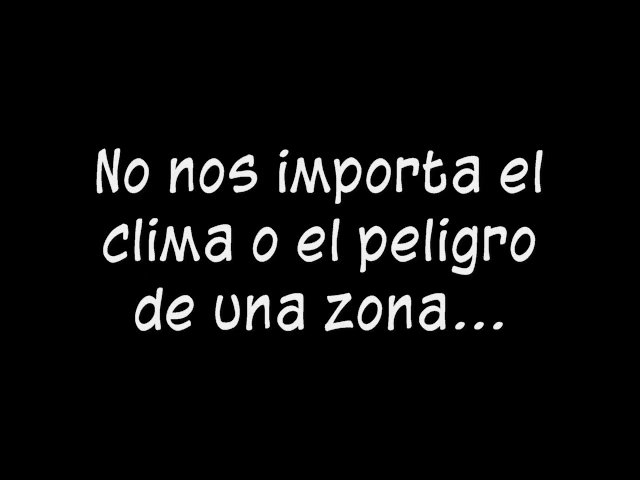 No nos importa el
clima o el peligro
de una zona...